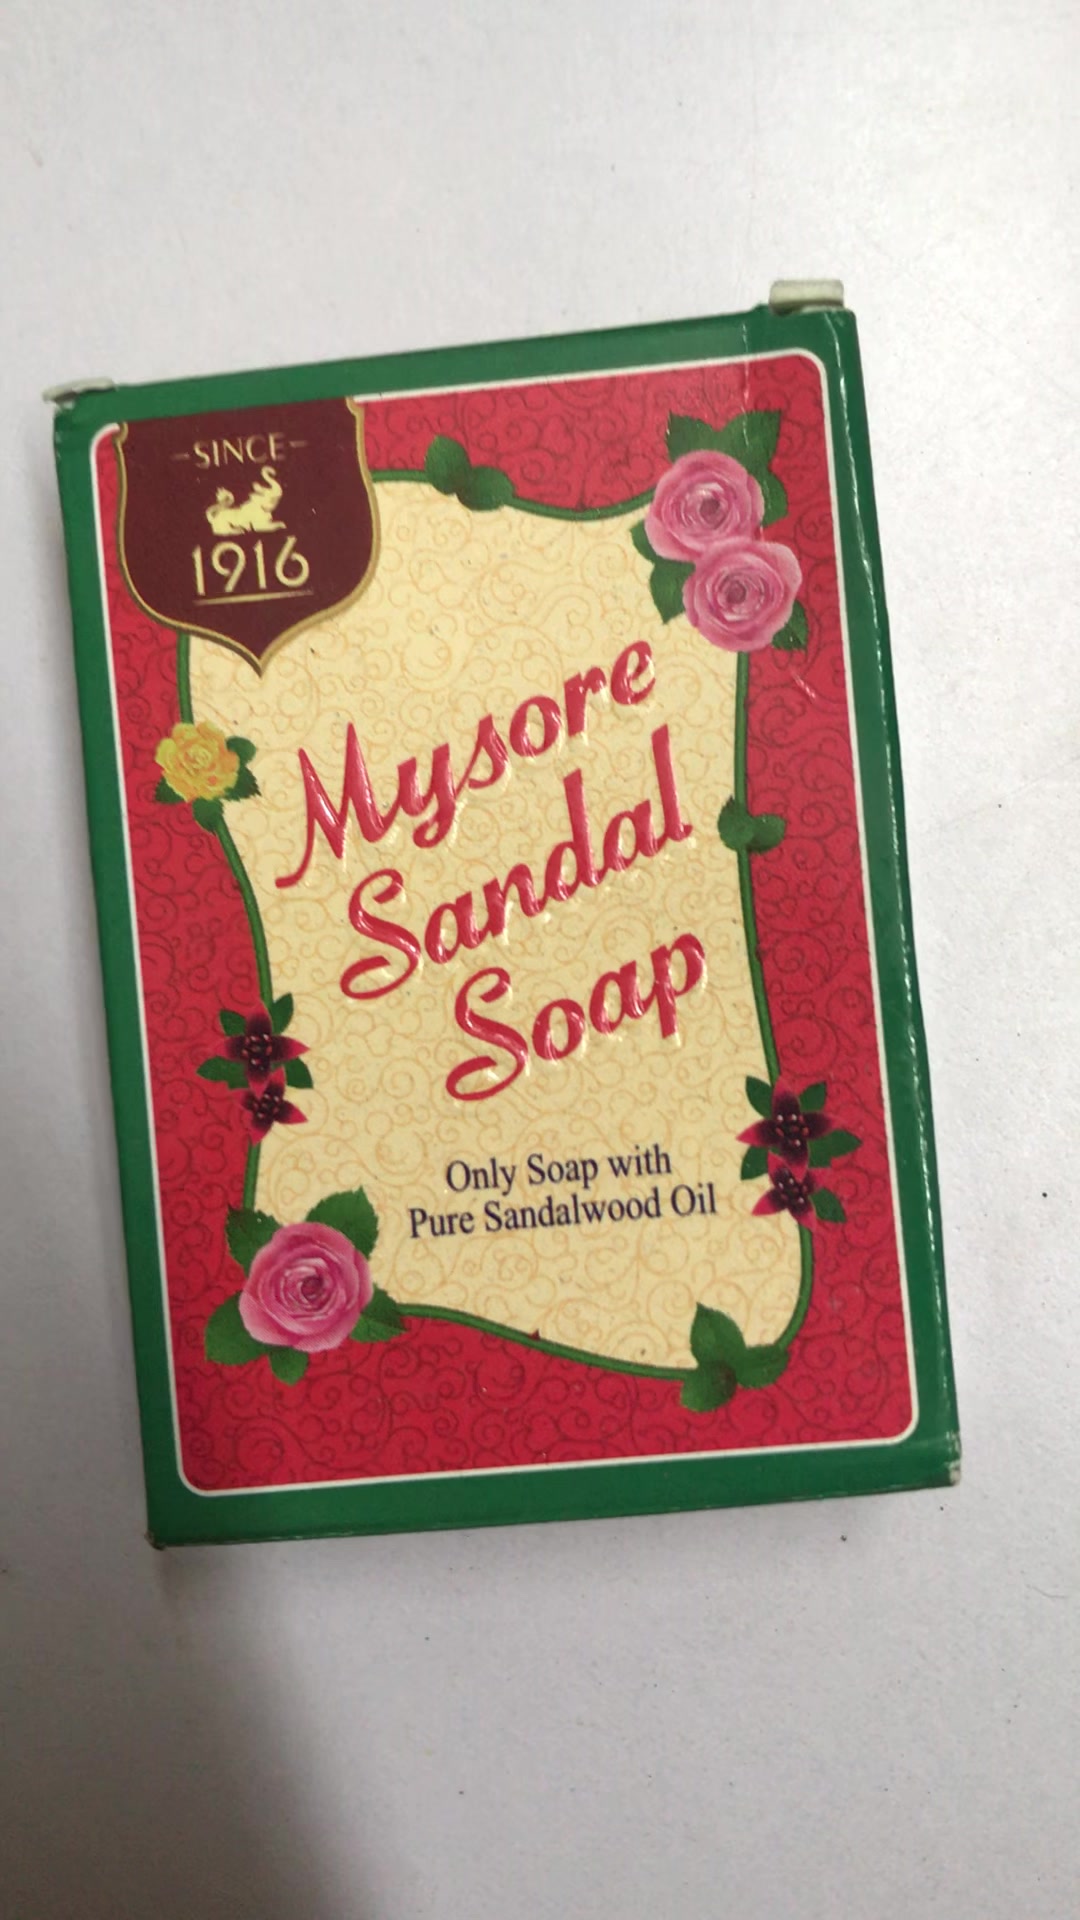 -SINCE-
1916
Mysore
Sandal
Soap
Only Soap with
Pure Sandalwood Oil